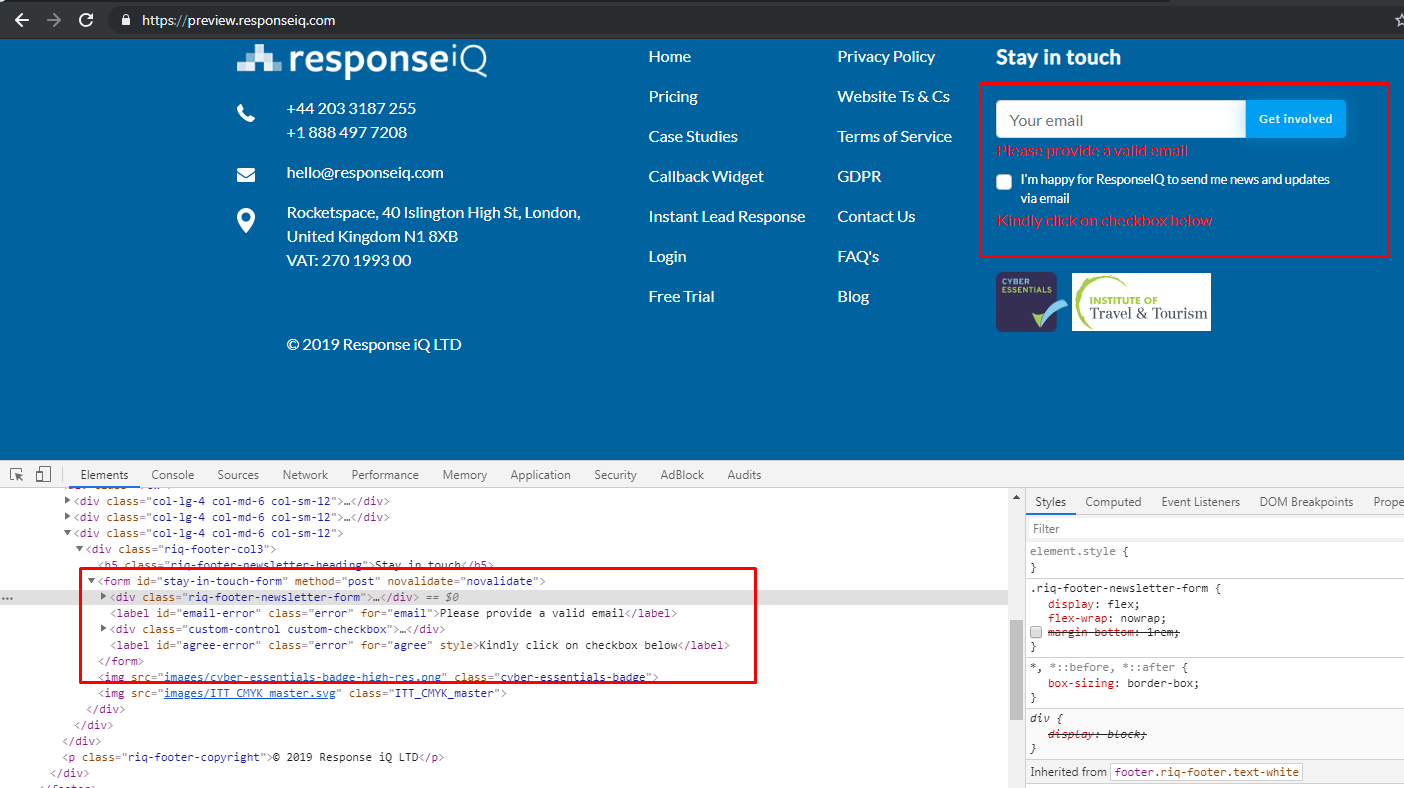 https://preview.responseiq.com
responseiQ
+44 203 3187 255
+1 888 497 7208
hello@responseiq.com
Rocketspace, 40 Islington High St, London,
United Kingdom N1 8XB
VAT: 270 1993 00
© 2019 Response iQ LTD
Home
Pricing
Case Studies
Callback Widget
Instant Lead Response
Login
Free Trial
Privacy Policy
Website Ts & Cs
Terms of Service
GDPR
Contact Us
FAQ's
Blog
Stay in touch
Your email
Get involved
Please provide a valid email
I'm happy for ResponseIQ to send me news and updates
via email
Kindly click on checkbox below
CYBER
ESSENTIALS
INSTITUTE OF
Travel & Tourism
Elements Console Sources Network Performance Memory Application Security AdBlock Audits
<div class="col-lg-4 col-md-6 col-sm-12">…</div>
<div class="col-lg-4 col-md-6 col-sm-12">…</div>
<div class="col-lg-4 col-md-6 col-sm-12">
<div class="riq-footer-col3">
<h5 class="riq-footer-newsletter-heading">Stay in touch</h5>
<form id="stay-in-touch-form" method="post" novalidate="novalidate">
… <div class="riq-footer-newsletter-form">…</div> == $0
<label id="email-error" class="error" for="email">Please provide a valid email</label>
<div class="custom-control custom-checkbox">…</div>
<label id="agree-error" class="error" for="agree" style>Kindly click on checkbox below</label>
</form>
<img src="images/cyber-essentials-badge-high-res.png" class="cyber-essentials-badge">
<img src="images/ITT_CMYK_master.svg" class="ITT_CMYK_master">
</div>
</div>
</div>
<p class="riq-footer-copyright">© 2019 Response iQ LTD</p>
</div>
</footer>
Styles Computed Event Listeners DOM Breakpoints Prope
Filter
element.style {
}
.riq-footer-newsletter-form {
display: flex;
flex-wrap: nowrap;
margin-bottom: 1rem;
}
*, *::before, *::after {
box-sizing: border-box;
}
div {
display: block;
}
Inherited from footer.riq-footer.text-white